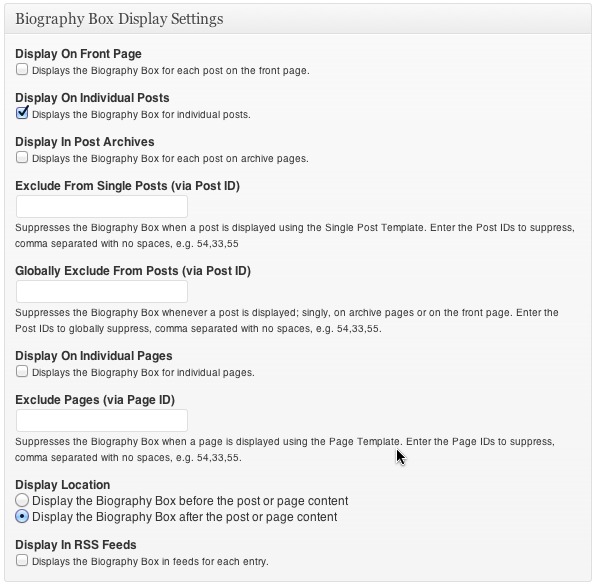 Biography Box Display Settings
Display On Front Page
Displays the Biography Box for each post on the front page.
Display On Individual Posts
Displays the Biography Box for individual posts.
Display In Post Archives
Displays the Biography Box for each post on archive pages.
Exclude From Single Posts (via Post ID)
Suppresses the Biography Box when a post is displayed using the Single Post Template. Enter the Post IDs to suppress,
comma separated with no spaces, e.g. 54,33,55
Globally Exclude From Posts (via Post ID)
Suppresses the Biography Box whenever a post is displayed; singly, on archive pages or on the front page. Enter the
Post IDs to globally suppress, comma separated with no spaces, e.g. 54,33,55.
Display On Individual Pages
Displays the Biography Box for individual pages.
Exclude Pages (via Page ID)
Suppresses the Biography Box when a page is displayed using the Page Template. Enter the Page IDs to suppress,
comma separated with no spaces, e.g. 54,33,55.
Display Location
Display the Biography Box before the post or page content
Display the Biography Box after the post or page content
Display In RSS Feeds
Displays the Biography Box in feeds for each entry.